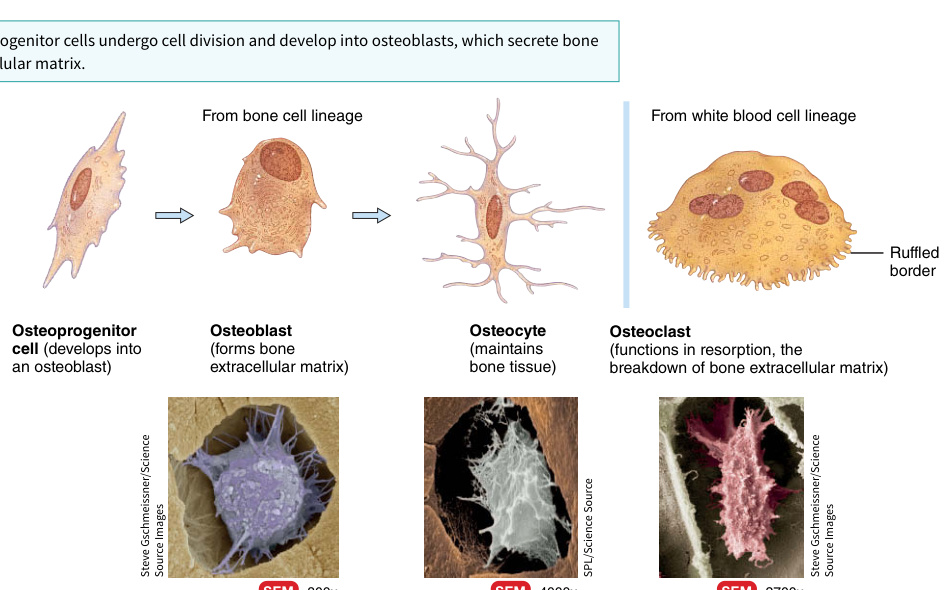 ogenitor cells undergo cell division and develop into osteoblasts, which secrete bone
lular matrix.
From bone cell lineage
From white blood cell lineage
Ruffled
border
Osteoprogenitor
cell (develops into
an osteoblast)
Osteoblast
(forms bone
extracellular matrix)
Osteocyte
(maintains
bone tissue)
Osteoclast
(functions in resorption, the
breakdown of bone extracellular matrix)
Steve Gschmeissner/Science
Source Images
SPL/Science Source
Steve Gschmeissner/Science
Source Images
SEM
SEM